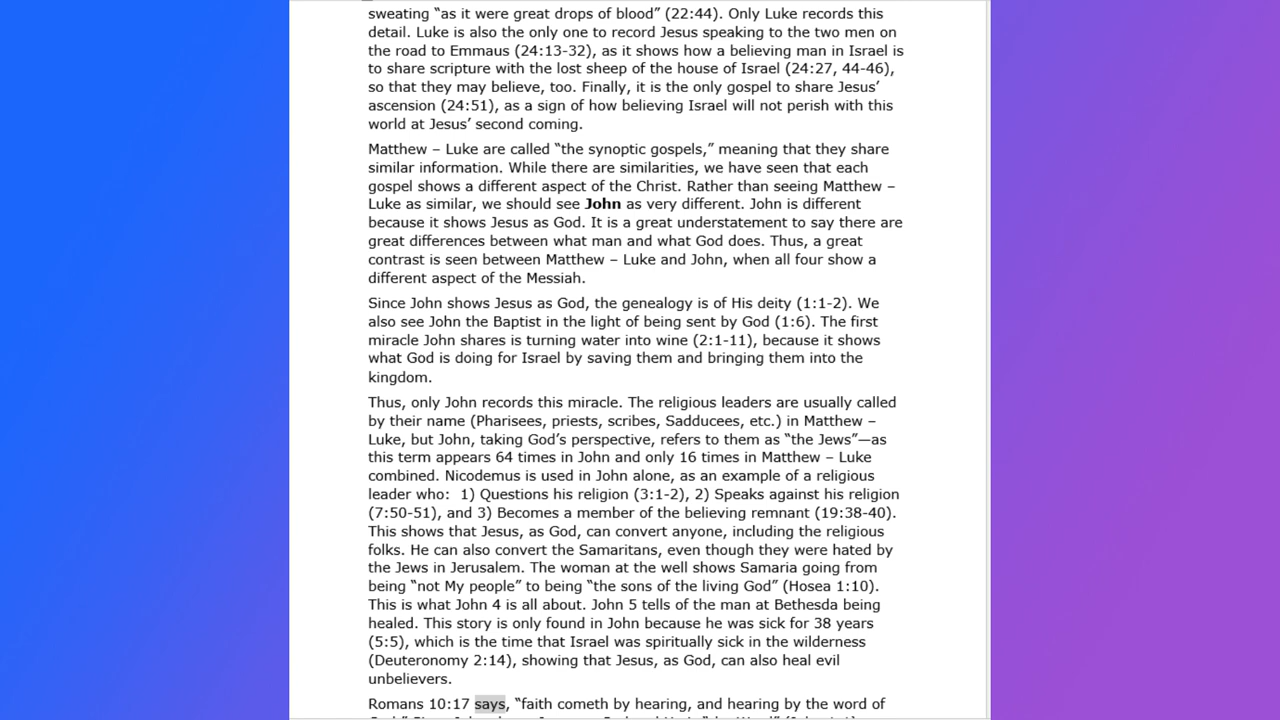 sweating “as it were great drops of blood” (22:44). Only Luke records this
detail. Luke is also the only one to record Jesus speaking to the two men on
the road to Emmaus (24:13-32), as it shows how a believing man in Israel is
to share scripture with the lost sheep of the house of Israel (24:27, 44-46),
so that they may believe, too. Finally, it is the only gospel to share Jesus’
ascension (24:51), as a sign of how believing Israel will not perish with this
world at Jesus’ second coming.
Matthew – Luke are called “the synoptic gospels,” meaning that they share
similar information. While there are similarities, we have seen that each
gospel shows a different aspect of the Christ. Rather than seeing Matthew –
Luke as similar, we should see John as very different. John is different
because it shows Jesus as God. It is a great understatement to say there are
great differences between what man and what God does. Thus, a great
contrast is seen between Matthew – Luke and John, when all four show a
different aspect of the Messiah.
Since John shows Jesus as God, the genealogy is of His deity (1:1-2). We
also see John the Baptist in the light of being sent by God (1:6). The first
miracle John shares is turning water into wine (2:1-11), because it shows
what God is doing for Israel by saving them and bringing them into the
kingdom.
Thus, only John records this miracle. The religious leaders are usually called
by their name (Pharisees, priests, scribes, Sadducees, etc.) in Matthew –
Luke, but John, taking God’s perspective, refers to them as “the Jews”—as
this term appears 64 times in John and only 16 times in Matthew – Luke
combined. Nicodemus is used in John alone, as an example of a religious
leader who:  1) Questions his religion (3:1-2), 2) Speaks against his religion
(7:50-51), and 3) Becomes a member of the believing remnant (19:38-40).
This shows that Jesus, as God, can convert anyone, including the religious
folks. He can also convert the Samaritans, even though they were hated by
the Jews in Jerusalem. The woman at the well shows Samaria going from
being “not My people” to being “the sons of the living God” (Hosea 1:10).
This is what John 4 is all about. John 5 tells of the man at Bethesda being
healed. This story is only found in John because he was sick for 38 years
(5:5), which is the time that Israel was spiritually sick in the wilderness
(Deuteronomy 2:14), showing that Jesus, as God, can also heal evil
unbelievers.
Romans 10:17 says, “faith cometh by hearing, and hearing by the word of